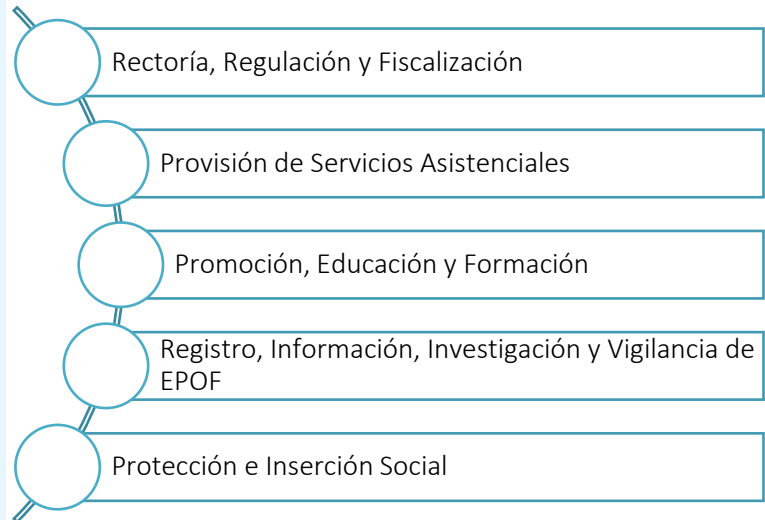 Rectoría, Regulación y Fiscalización
Provisión de Servicios Asistenciales
Promoción, Educación y Formación
Registro, Información, Investigación y Vigilancia de
EPOF
Protección e Inserción Social